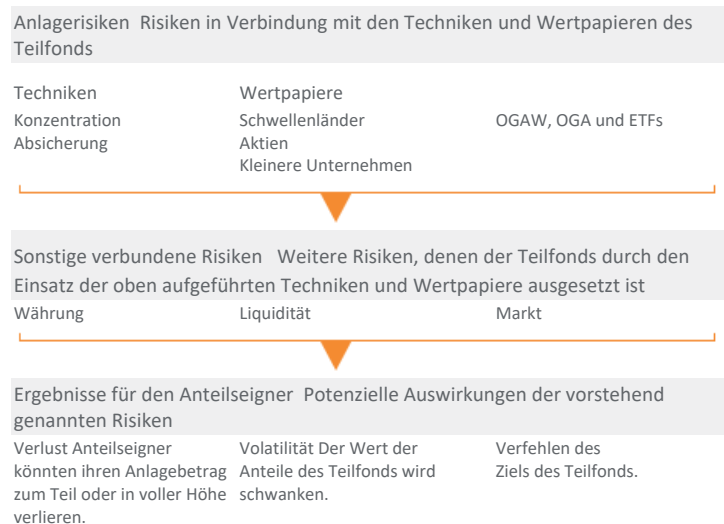 Anlagerisiken Risiken in Verbindung mit den Techniken und Wertpapieren des
Teilfonds
Techniken
Konzentration
Absicherung
Wertpapiere
Schwellenländer
Aktien
Kleinere Unternehmen
OGAW, OGA und ETFs
Sonstige verbundene Risiken Weitere Risiken, denen der Teilfonds durch den
Einsatz der oben aufgeführten Techniken und Wertpapiere ausgesetzt ist
Währung
Liquidität
Markt
Ergebnisse für den Anteilseigner Potenzielle Auswirkungen der vorstehend
genannten Risiken
Verlust Anteilseigner
könnten ihren Anlagebetrag
zum Teil oder in voller Höhe
verlieren.
Volatilität Der Wert der
Anteile des Teilfonds wird
schwanken.
Verfehlen des
Ziels des Teilfonds.